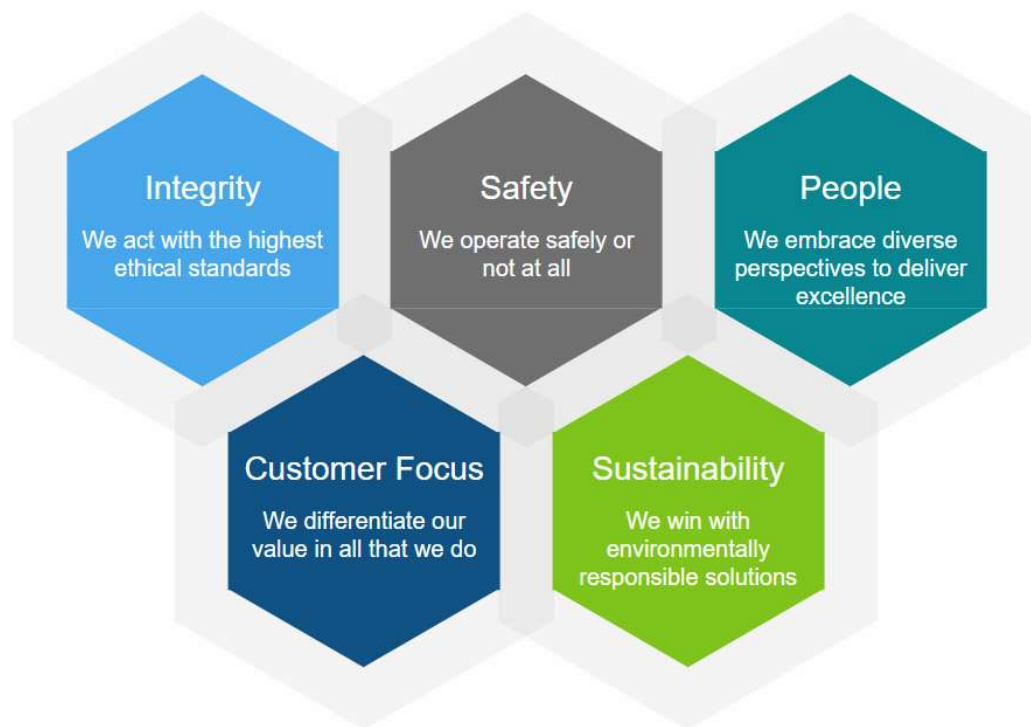 Integrity
We act with the highest
ethical standards
Safety
We operate safely or
not at all
People
We embrace diverse
perspectives to deliver
excellence
Customer Focus
We differentiate our
value in all that we do
Sustainability
We win with
environmentally
responsible solutions